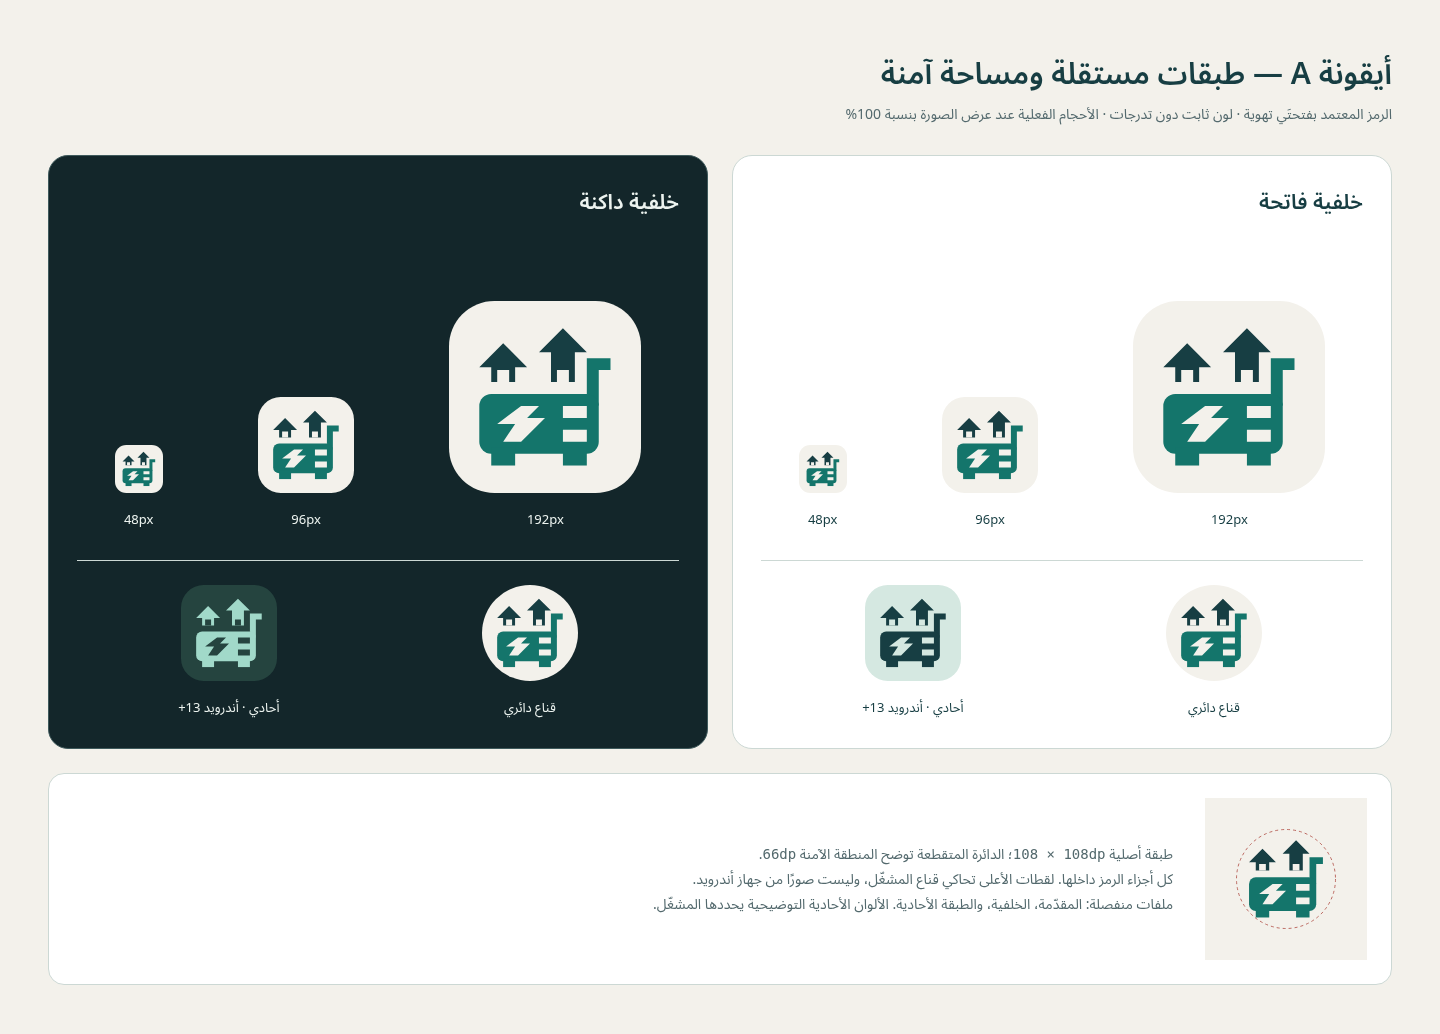 أيقونة A — طبقات مستقلة ومساحة آمنة
الرمز المعتمد بفتحتَي تهوية · لون ثابت دون تدرجات · الأحجام الفعلية عند عرض الصورة بنسبة 100%
خلفية فاتحة
192px
96px
48px
قناع دائري
أحادي · أندرويد 13+
خلفية داكنة
192px
96px
48px
قناع دائري
أحادي · أندرويد 13+
طبقة أصلية 108 × 108dp؛ الدائرة المتقطعة توضح المنطقة الآمنة 66dp.
كل أجزاء الرمز داخلها. لقطات الأعلى تحاكي قناع المشغّل، وليست صورًا من جهاز أندرويد.
ملفات منفصلة: المقدّمة، الخلفية، والطبقة الأحادية. الألوان الأحادية التوضيحية يحددها المشغّل.